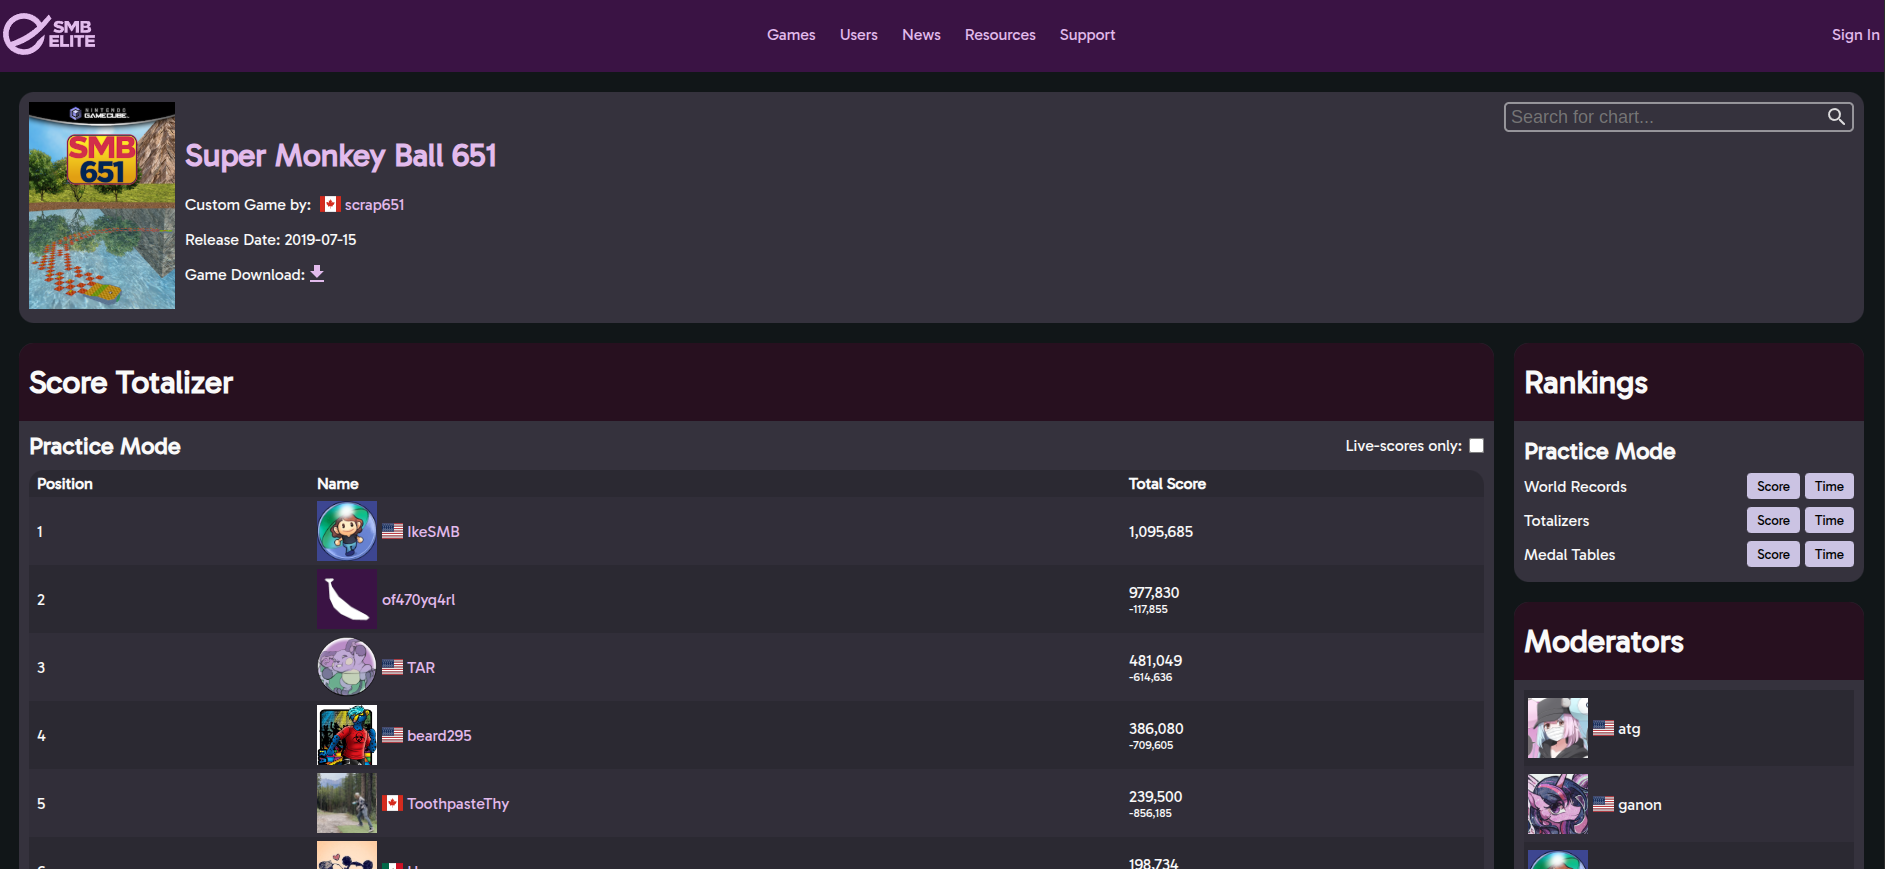 SMB
ELITE
Games
Users
News
Resources
Support
Sign In
NINTENDO
GAMECUBE
SMB
651
Super Monkey Ball 651
Search for chart...
Custom Game by: scrap651
Release Date: 2019-07-15
Game Download:
Score Totalizer
Practice Mode
Live-scores only:
Position Name Total Score
1 IkeSMB 1,095,685
2 of470yq4rl 977,830
-117,855
3 TAR 481,049
-614,636
4 beard295 386,080
-709,605
5 ToothpasteThy 239,500
-856,185
198,734
Rankings
Practice Mode
World Records Score Time
Totalizers Score Time
Medal Tables Score Time
Moderators
atg
ganon